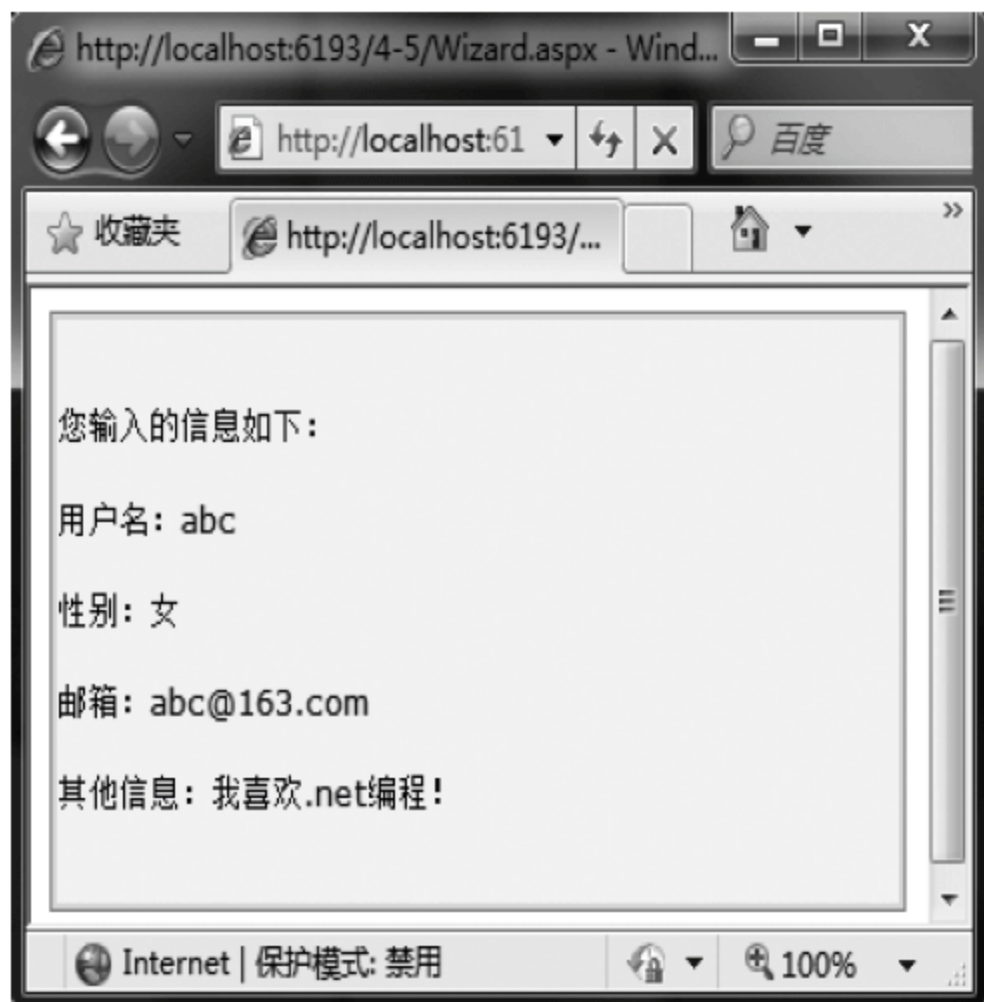 http://localhost:6193/4-5/Wizard.aspx - Wind...
http://localhost:61
百度
收藏夹
http://localhost:6193/...
您输入的信息如下：
用户名：abc
性别：女
邮箱：abc@163.com
其他信息：我喜欢.net编程！
Internet | 保护模式: 禁用
100%